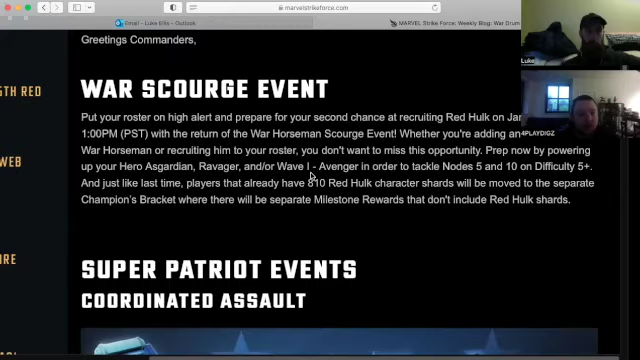 marvelstrikeforce.com
Email - Luke Ellis - Outlook
MARVEL Strike Force: Weekly Blog: War Drum
Greetings Commanders,
WAR SCOURGE EVENT
Put your roster on high alert and prepare for your second chance at recruiting Red Hulk on
1:00PM (PST) with the return of the War Horseman Scourge Event! Whether you're adding an
War Horseman or recruiting him to your roster, you don't want to miss this opportunity. Prep now by powering
up your Hero Asgardian, Ravager, and/or Wave I - Avenger in order to tackle Nodes 5 and 10 on Difficulty 5+.
And just like last time, players that already have 810 Red Hulk character shards will be moved to the separate
Champion's Bracket where there will be separate Milestone Rewards that don't include Red Hulk shards.
SUPER PATRIOT EVENTS
COORDINATED ASSAULT
5TH RED
WEB
Luke
4PLAYDIGZ